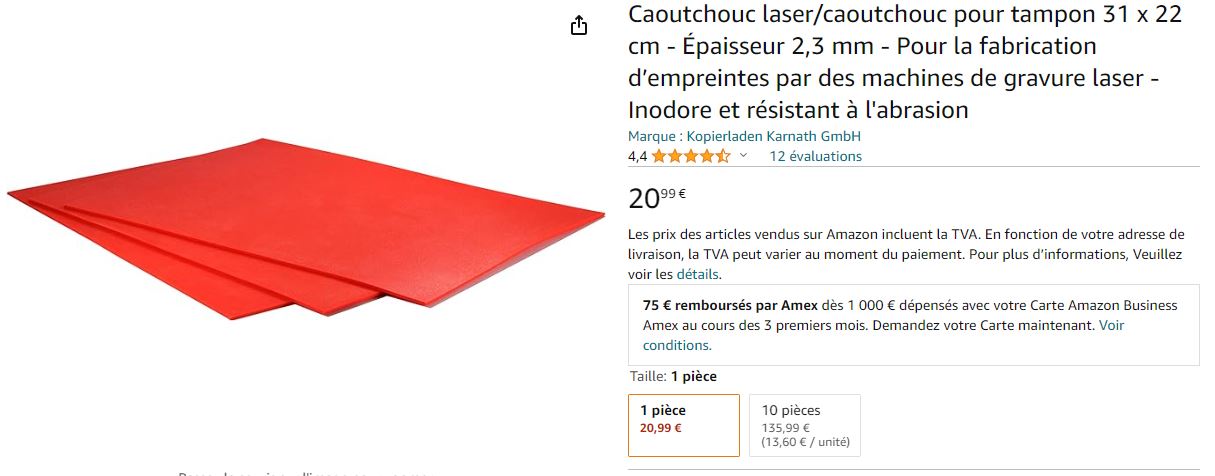 Caoutchouc laser/caoutchouc pour tampon 31 x 22
cm - Épaisseur 2,3 mm - Pour la fabrication
d’empreintes par des machines de gravure laser -
Inodore et résistant à l'abrasion
Marque : Kopierladen Karnath GmbH
4,4 12 évaluations
20,99 €
Les prix des articles vendus sur Amazon incluent la TVA. En fonction de votre adresse de
livraison, la TVA peut varier au moment du paiement. Pour plus d’informations, Veuillez
voir les détails.
75 € remboursés par Amex dès 1 000 € dépensés avec votre Carte Amazon Business
Amex au cours des 3 premiers mois. Demandez votre Carte maintenant. Voir
conditions.
Taille: 1 pièce
1 pièce
20,99 €
10 pièces
135,99 €
(13,60 € / unité)